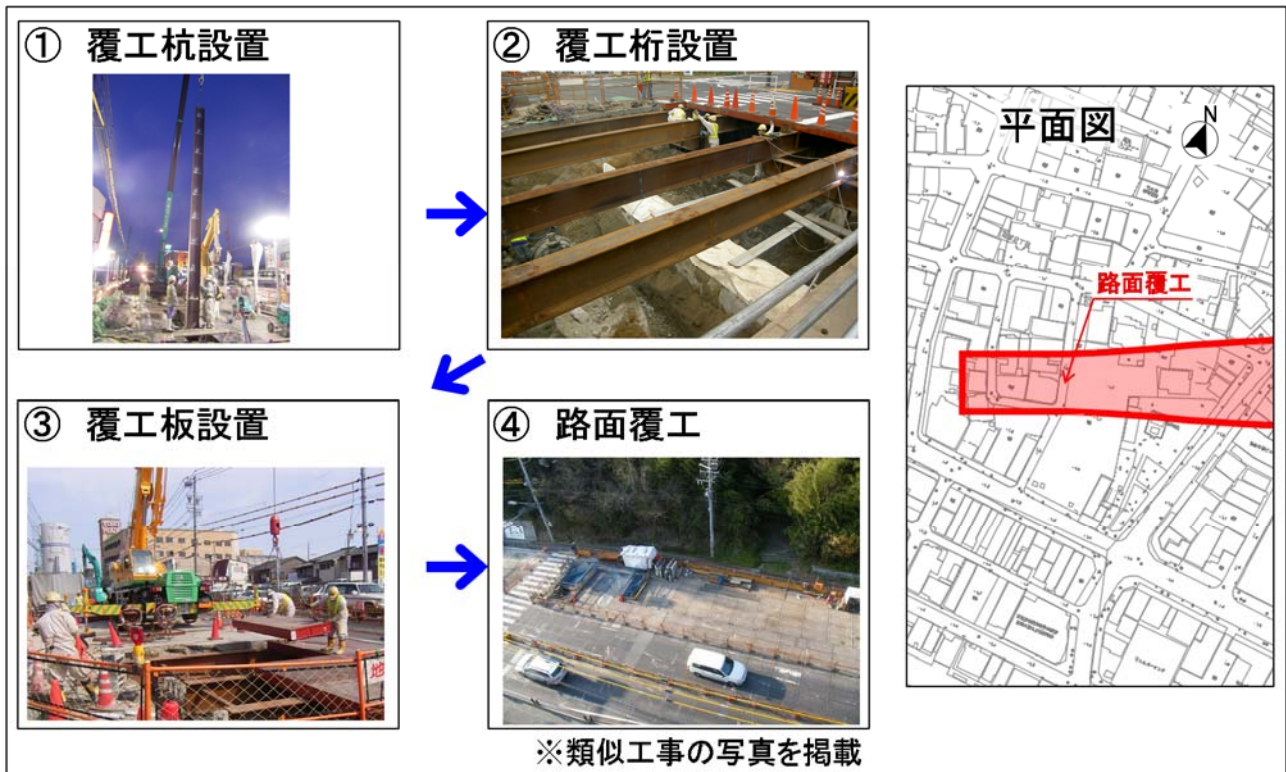 ① 覆工杭設置
② 覆工桁設置
③ 覆工板設置
④ 路面覆工
※類似工事の写真を掲載
平面図
N
路面覆工